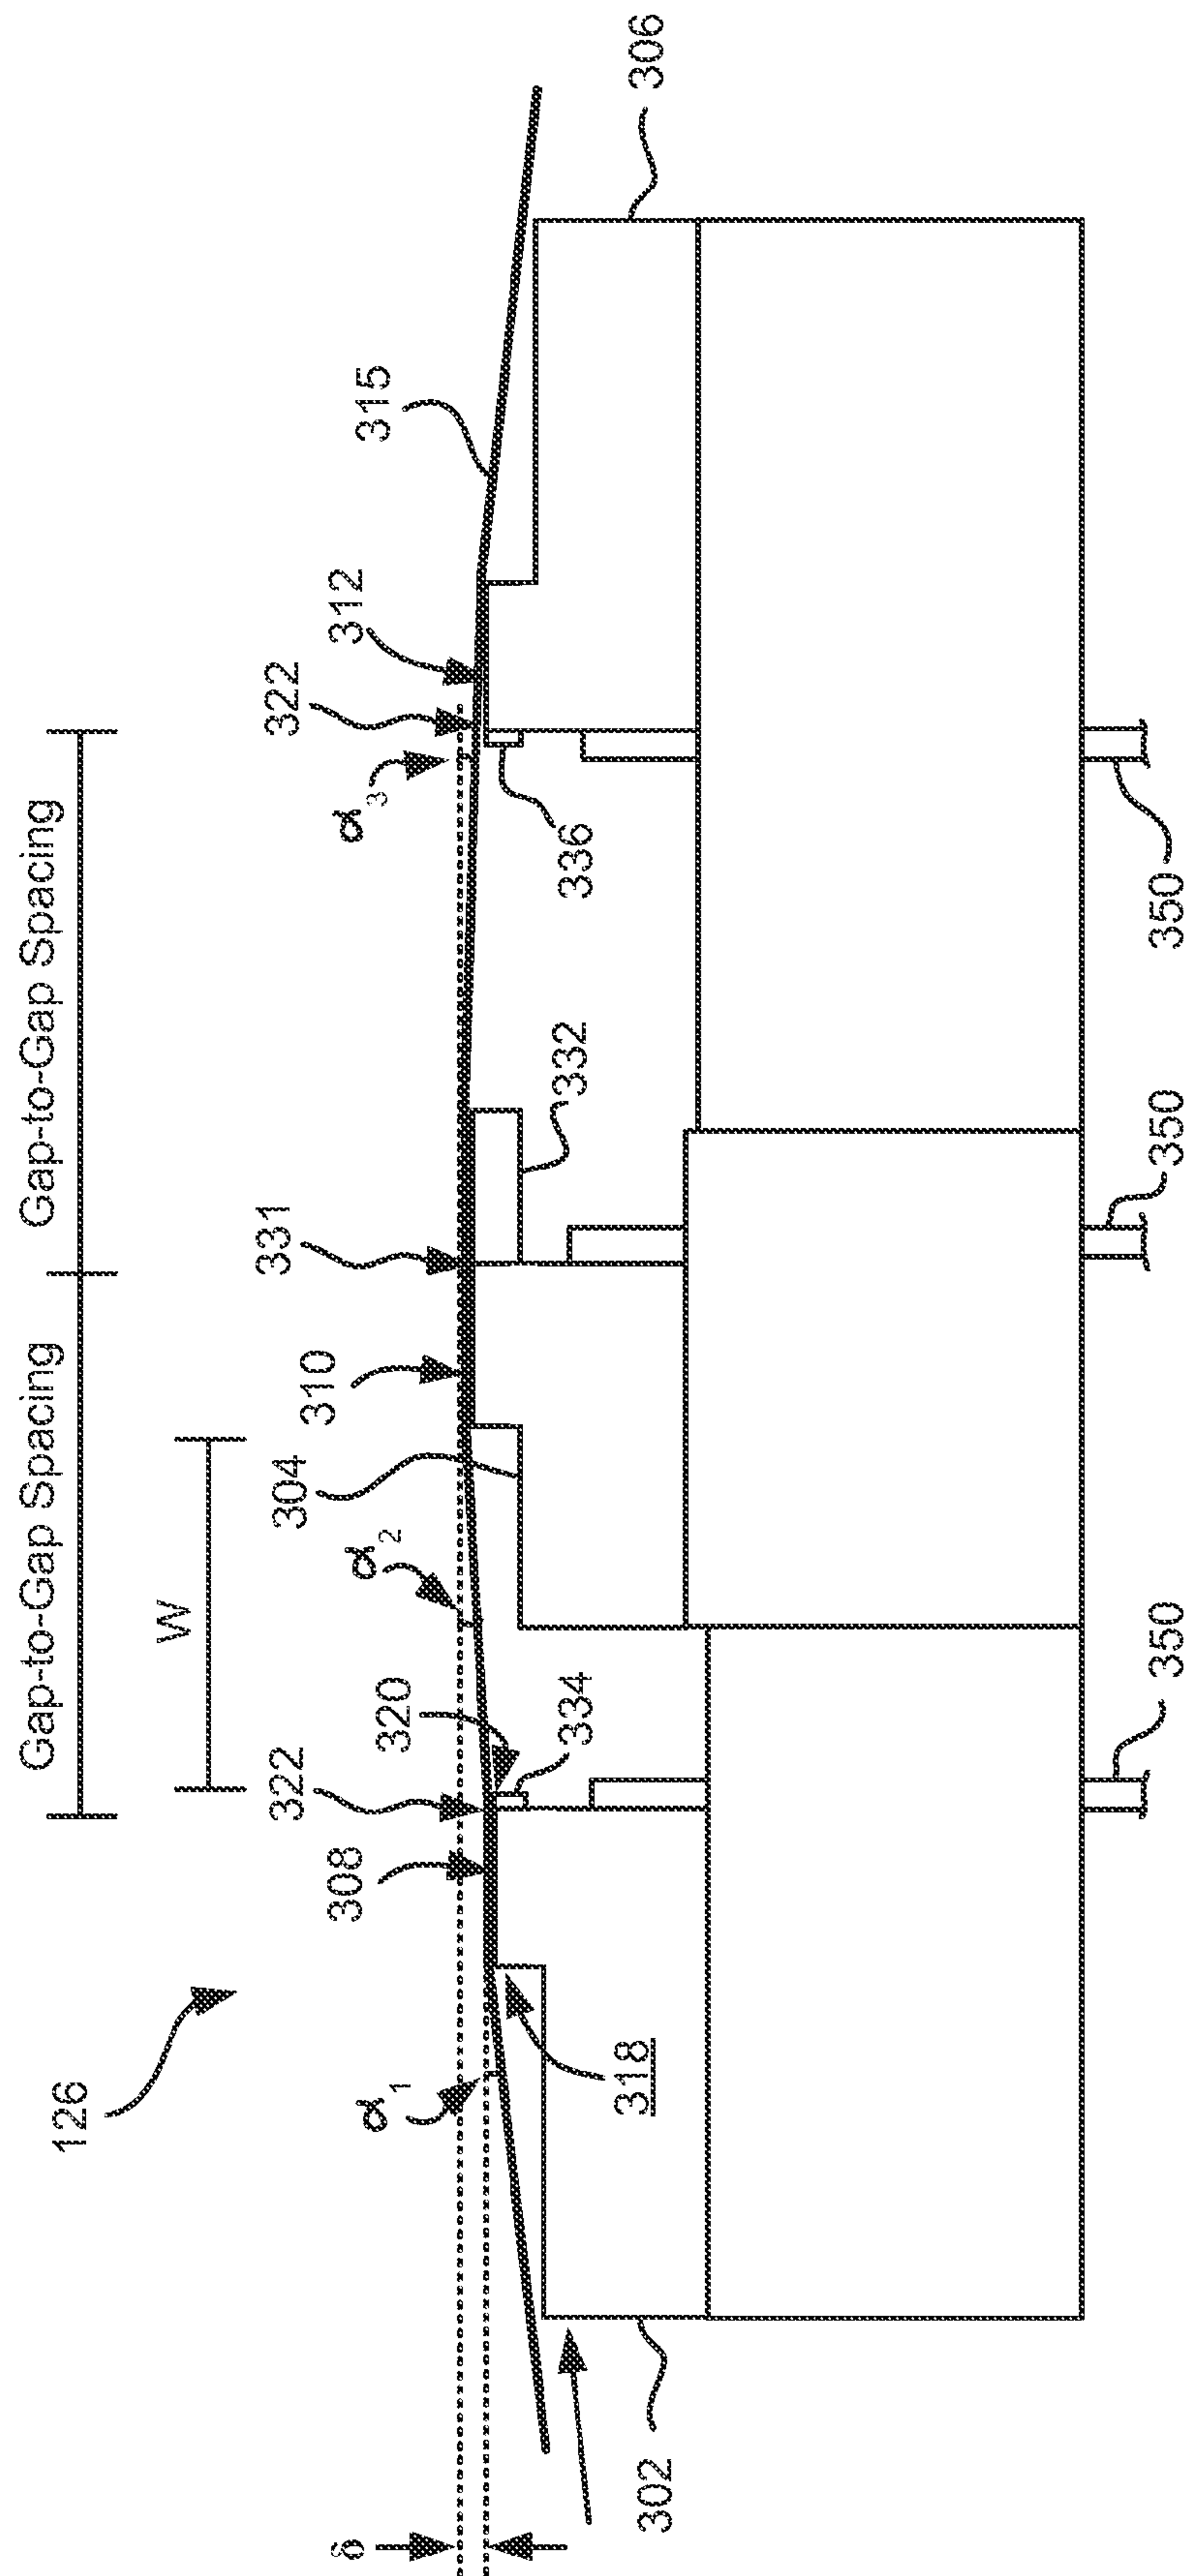 Gap-to-Gap Spacing
Gap-to-Gap Spacing
W
126
308
322
320
334
α2
304
310
331
332
α3
322
312
336
315
306
δ
α1
318
302
350
350
350